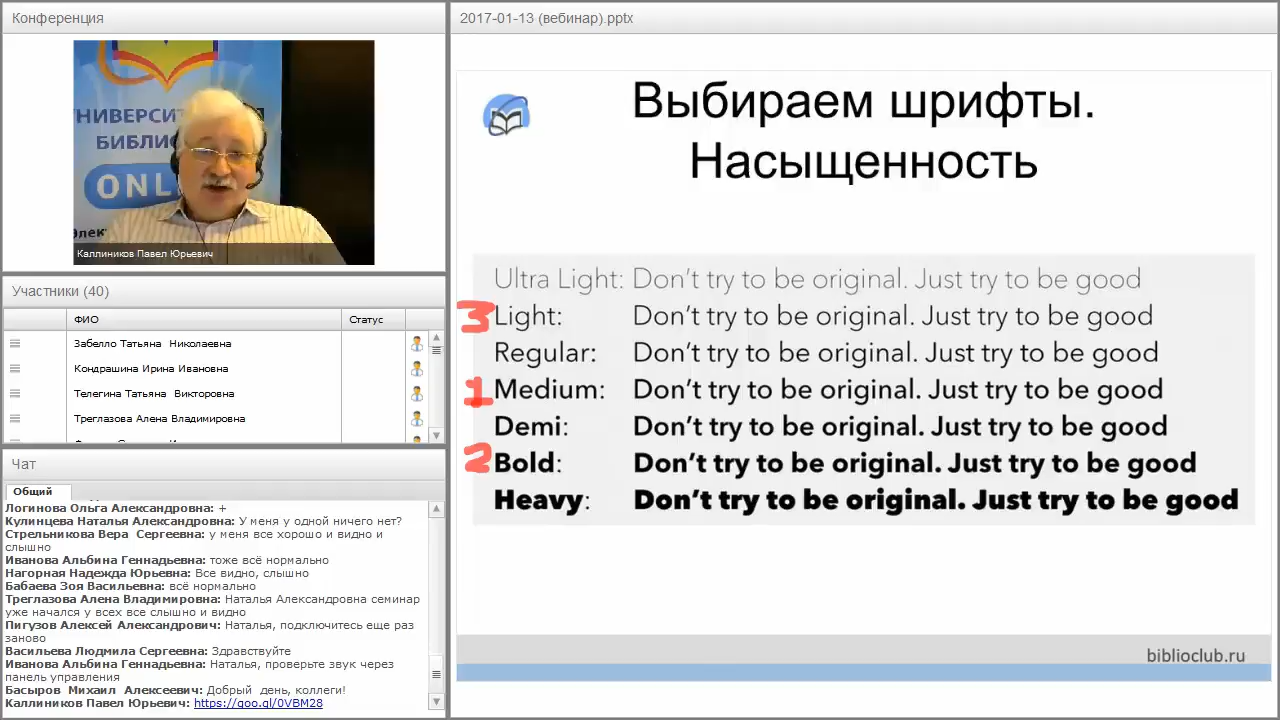 Конференция
НИВЕРСИТ
БИБЛИО
ONL
элек
Каллиников Павел Юрьевич
Участники (40)
ФИО Статус
Забелло Татьяна Николаевна
Кондрашина Ирина Ивановна
Телегина Татьяна Викторовна
Треглазова Алена Владимировна
Чат
Общий
Логинова Ольга Александровна: +
Кулинцева Наталья Александровна: У меня у одной ничего нет?
Стрельникова Вера Сергеевна: у меня все хорошо и видно и
слышно
Иванова Альбина Геннадьевна: тоже всё нормально
Нагорная Надежда Юрьевна: Все видно, слышно
Бабаева Зоя Васильевна: всё нормально
Треглазова Алена Владимировна: Наталья Александровна семинар
уже начался у всех все слышно и видно
Пигузов Алексей Александрович: Наталья, подключитесь еще раз
заново
Васильева Людмила Сергеевна: Здравствуйте
Иванова Альбина Геннадьевна: Наталья, проверьте звук через
панель управления
Басыров Михаил Алексеевич: Добрый день, коллеги!
Каллиников Павел Юрьевич: https://goo.gl/0VBM28
2017-01-13 (вебинар).pptx
Выбираем шрифты.
Насыщенность
Ultra Light: Don't try to be original. Just try to be good
3 Light: Don't try to be original. Just try to be good
Regular: Don't try to be original. Just try to be good
1 Medium: Don't try to be original. Just try to be good
Demi: Don't try to be original. Just try to be good
2 Bold: Don't try to be original. Just try to be good
Heavy: Don't try to be original. Just try to be good
biblioclub.ru